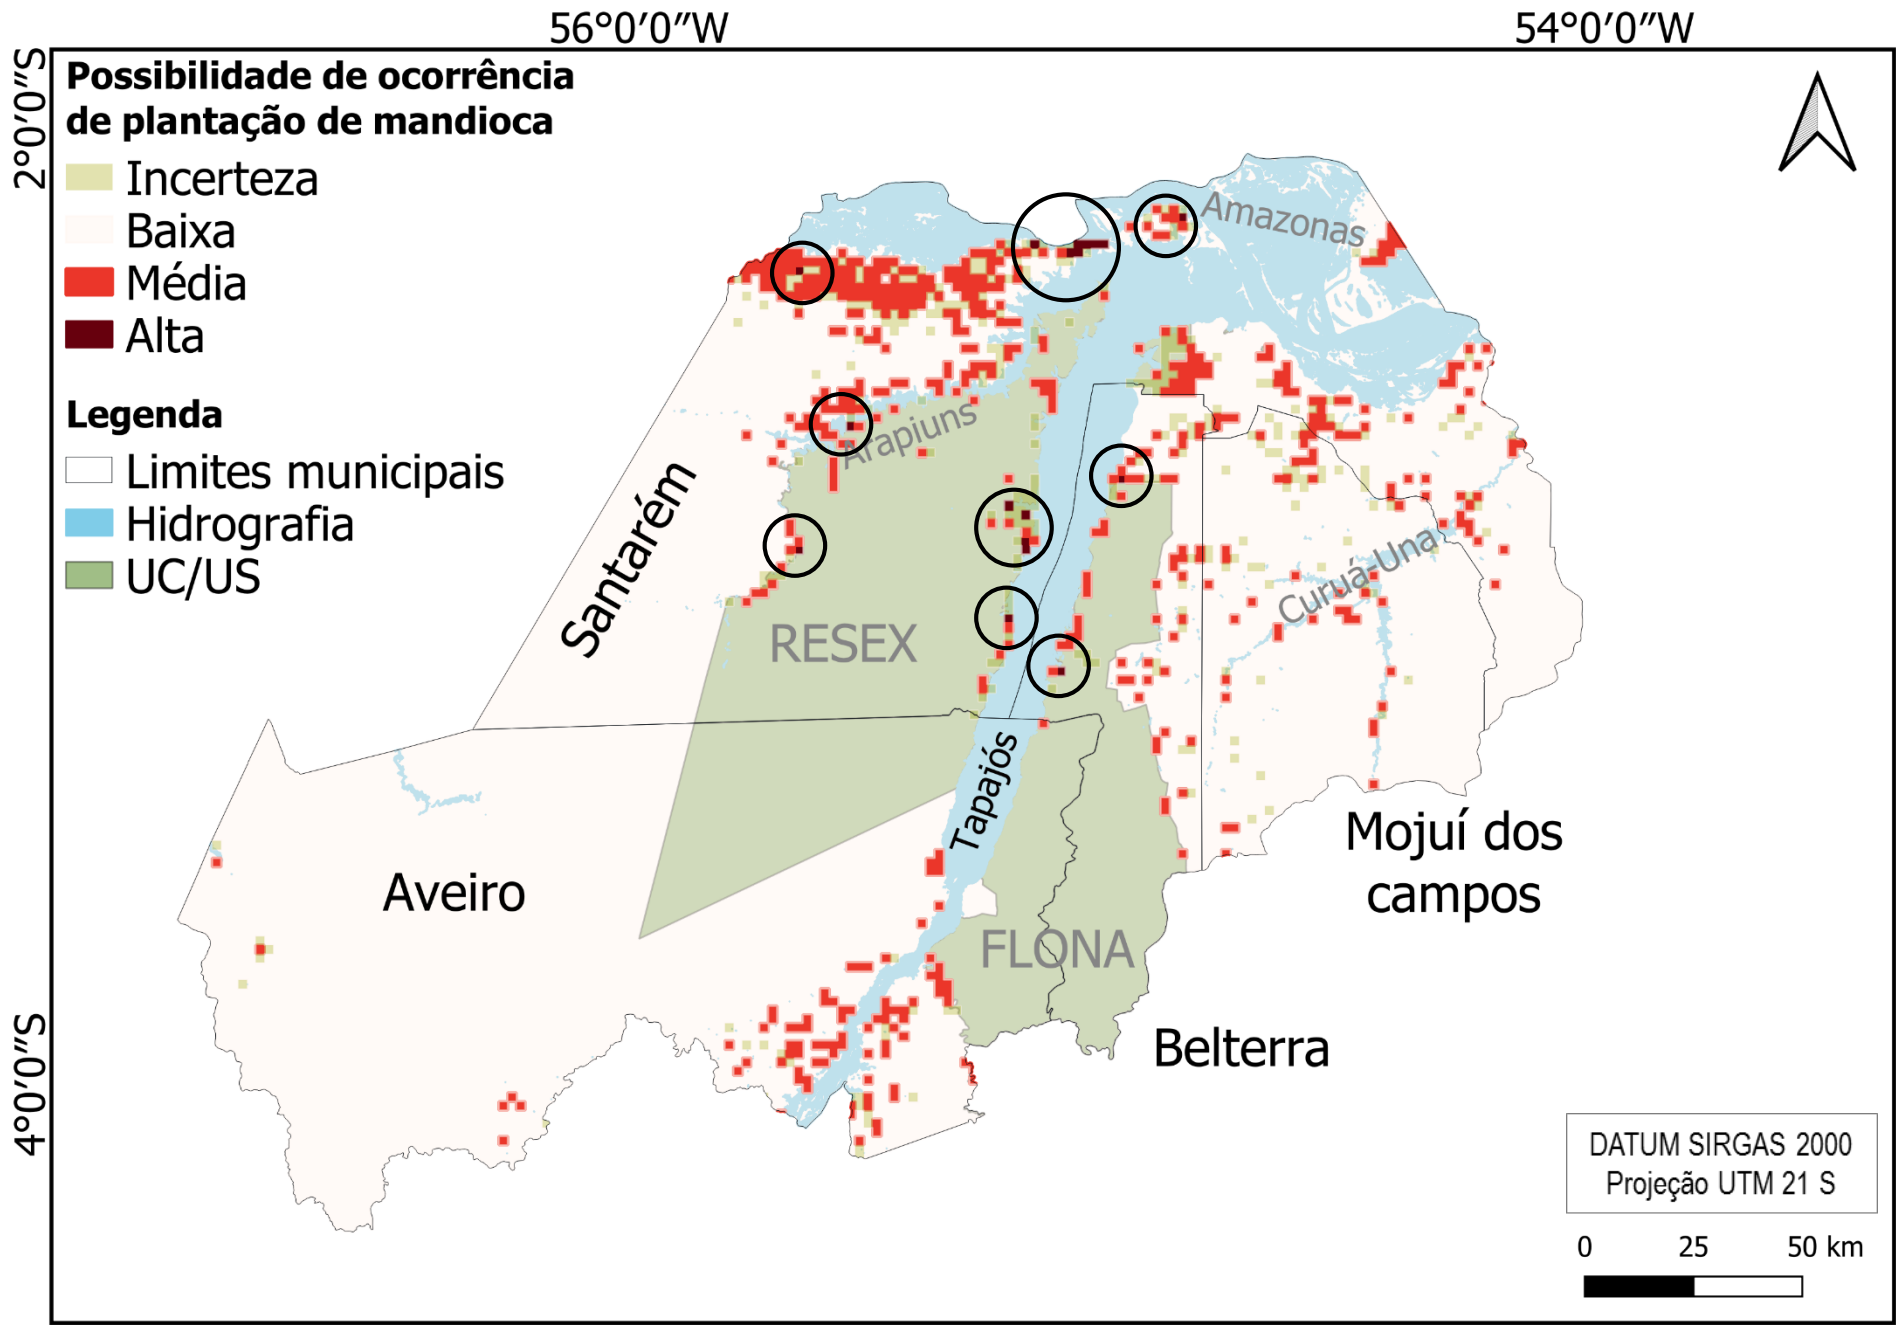 56°0′0″W
54°0′0″W
2°0′0″S
4°0′0″S
Possibilidade de ocorrência
de plantação de mandioca
Incerteza
Baixa
Média
Alta
Legenda
Limites municipais
Hidrografia
UC/US
Amazonas
Arapiuns
Santarém
Curuá-Una
RESEX
Tapajós
Mojuí dos
campos
Aveiro
FLONA
Belterra
DATUM SIRGAS 2000
Projeção UTM 21 S
0 25 50 km